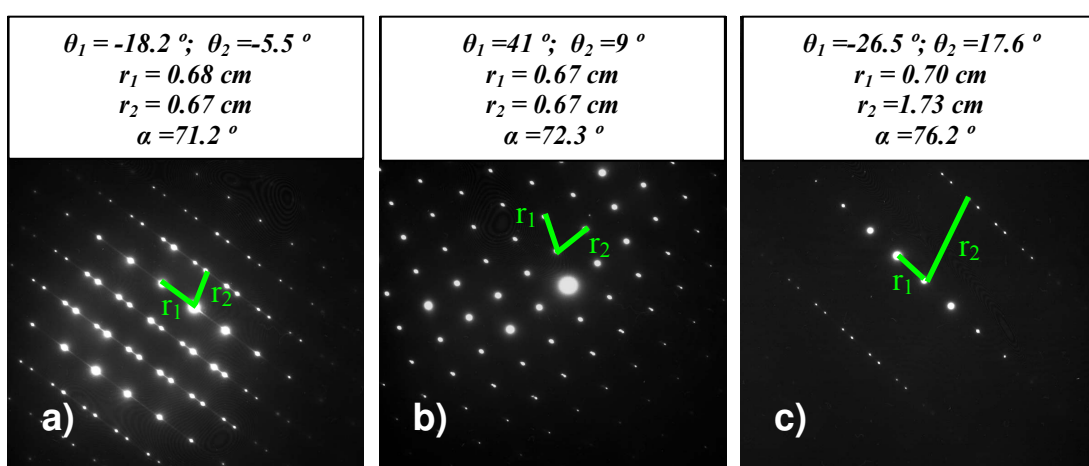 θ1 = -18.2 º; θ2 =-5.5 º
r1 = 0.68 cm
r2 = 0.67 cm
α =71.2 º
θ1 =41 º; θ2 =9 º
r1 = 0.67 cm
r2 = 0.67 cm
α =72.3 º
θ1 =-26.5 º; θ2 =17.6 º
r1 = 0.70 cm
r2 =1.73 cm
α =76.2 º
r1
r2
a)
r1
r2
b)
r1
r2
c)